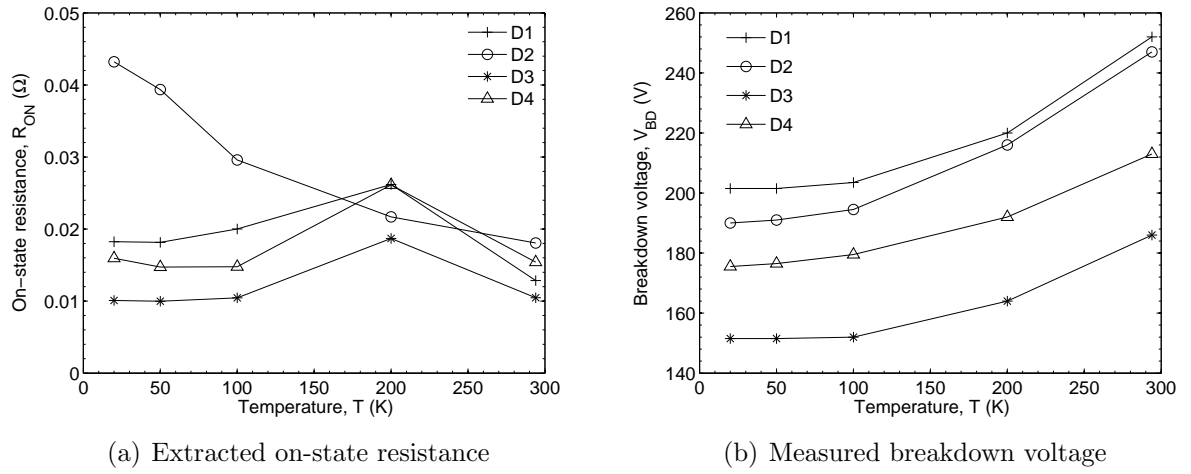 0.05
0.04
0.03
0.02
0.01
0
On−state resistance, R_ON (Ω)
D1
D2
D3
D4
0 50 100 150 200 250 300
Temperature, T (K)
(a) Extracted on-state resistance
260
240
220
200
180
160
140
Breakdown voltage, V_BD (V)
D1
D2
D3
D4
0 50 100 150 200 250 300
Temperature, T (K)
(b) Measured breakdown voltage